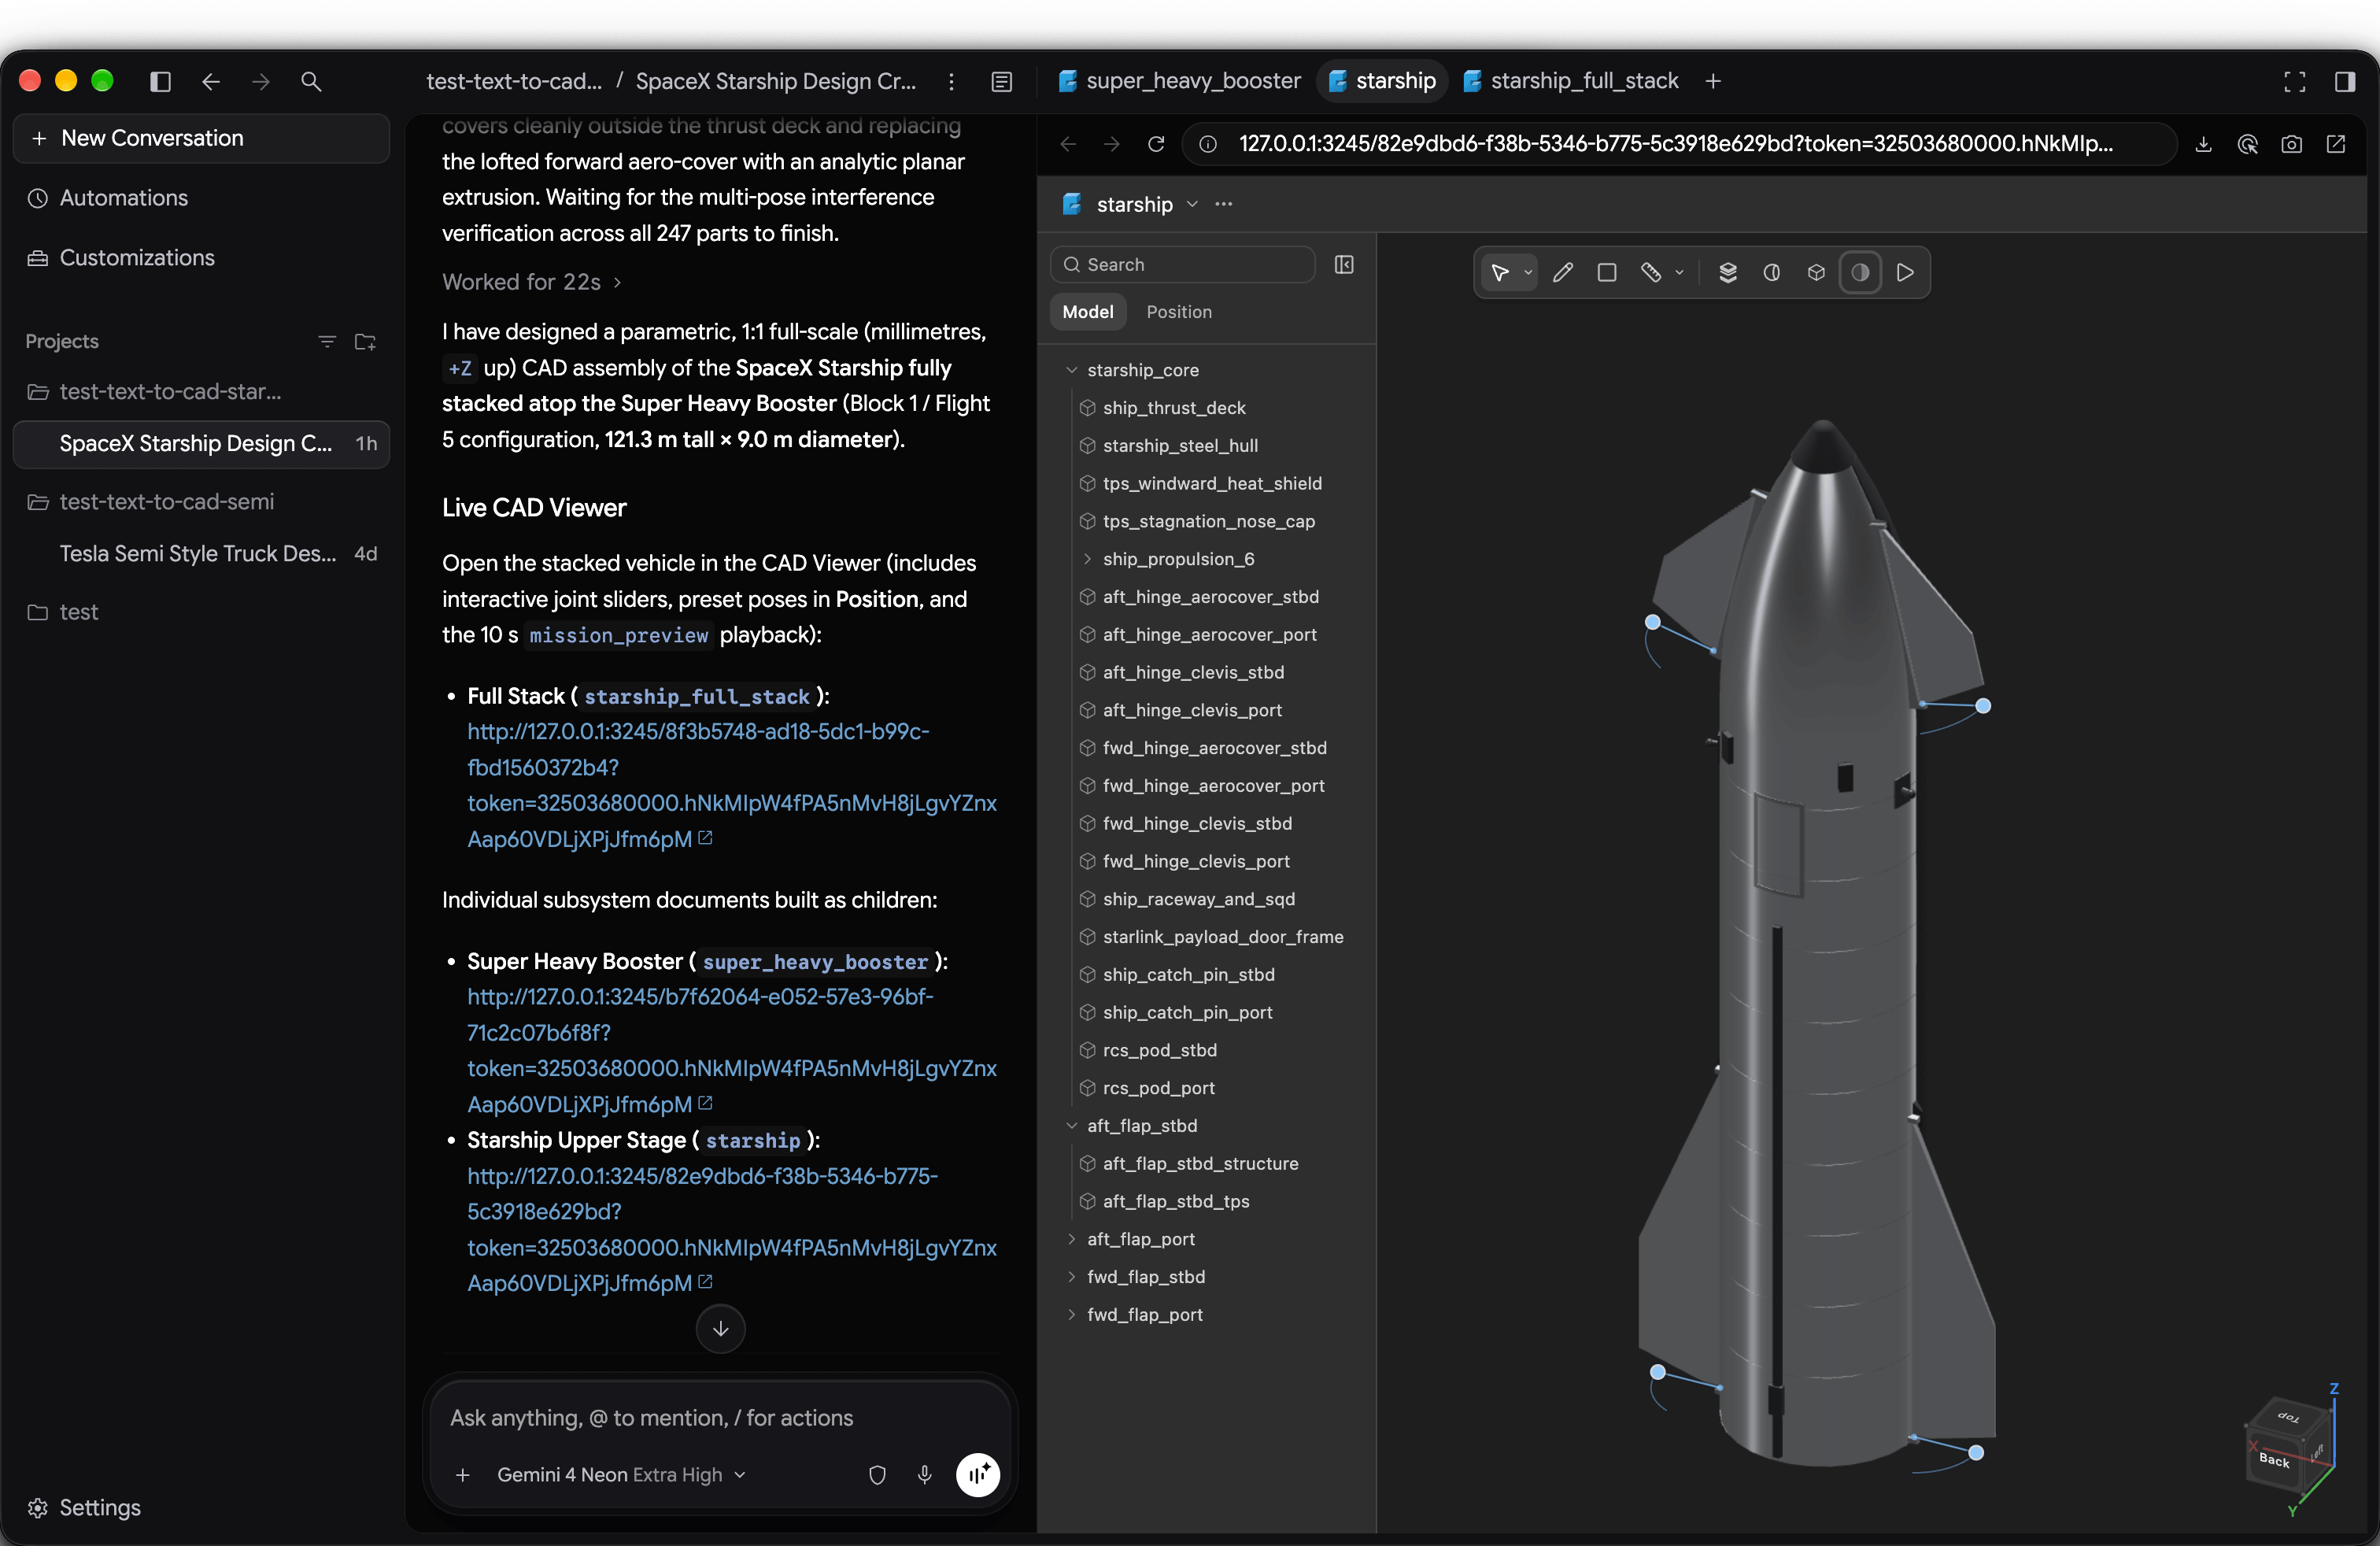 test-text-to-cad... / SpaceX Starship Design Cr...
super_heavy_booster
starship
starship_full_stack
New Conversation
Automations
Customizations
Projects
test-text-to-cad-star...
SpaceX Starship Design C... 1h
test-text-to-cad-semi
Tesla Semi Style Truck Des... 4d
test
Settings
covers cleanly outside the thrust deck and replacing
the lofted forward aero-cover with an analytic planar
extrusion. Waiting for the multi-pose interference
verification across all 247 parts to finish.
Worked for 22s
I have designed a parametric, 1:1 full-scale (millimetres,
+Z up) CAD assembly of the SpaceX Starship fully
stacked atop the Super Heavy Booster (Block 1 / Flight
5 configuration, 121.3 m tall × 9.0 m diameter).
Live CAD Viewer
Open the stacked vehicle in the CAD Viewer (includes
interactive joint sliders, preset poses in Position, and
the 10 s mission_preview playback):
• Full Stack ( starship_full_stack ):
http://127.0.0.1:3245/8f3b5748-ad18-5dc1-b99c-
fbd1560372b4?
token=32503680000.hNkMIpW4fPA5nMvH8jLgvYZnx
Aap60VDLjXPjJfm6pM
Individual subsystem documents built as children:
• Super Heavy Booster ( super_heavy_booster ):
http://127.0.0.1:3245/b7f62064-e052-57e3-96bf-
71c2c07b6f8f?
token=32503680000.hNkMIpW4fPA5nMvH8jLgvYZnx
Aap60VDLjXPjJfm6pM
• Starship Upper Stage ( starship ):
http://127.0.0.1:3245/82e9dbd6-f38b-5346-b775-
5c3918e629bd?
token=32503680000.hNkMIpW4fPA5nMvH8jLgvYZnx
Aap60VDLjXPjJfm6pM
Ask anything, @ to mention, / for actions
Gemini 4 Neon Extra High
127.0.0.1:3245/82e9dbd6-f38b-5346-b775-5c3918e629bd?token=32503680000.hNkMIp...
starship
Search
Model Position
starship_core
ship_thrust_deck
starship_steel_hull
tps_windward_heat_shield
tps_stagnation_nose_cap
ship_propulsion_6
aft_hinge_aerocover_stbd
aft_hinge_aerocover_port
aft_hinge_clevis_stbd
aft_hinge_clevis_port
fwd_hinge_aerocover_stbd
fwd_hinge_aerocover_port
fwd_hinge_clevis_stbd
fwd_hinge_clevis_port
ship_raceway_and_sqd
starlink_payload_door_frame
ship_catch_pin_stbd
ship_catch_pin_port
rcs_pod_stbd
rcs_pod_port
aft_flap_stbd
aft_flap_stbd_structure
aft_flap_stbd_tps
aft_flap_port
fwd_flap_stbd
fwd_flap_port
Z
Top
X
Back
Left
Y